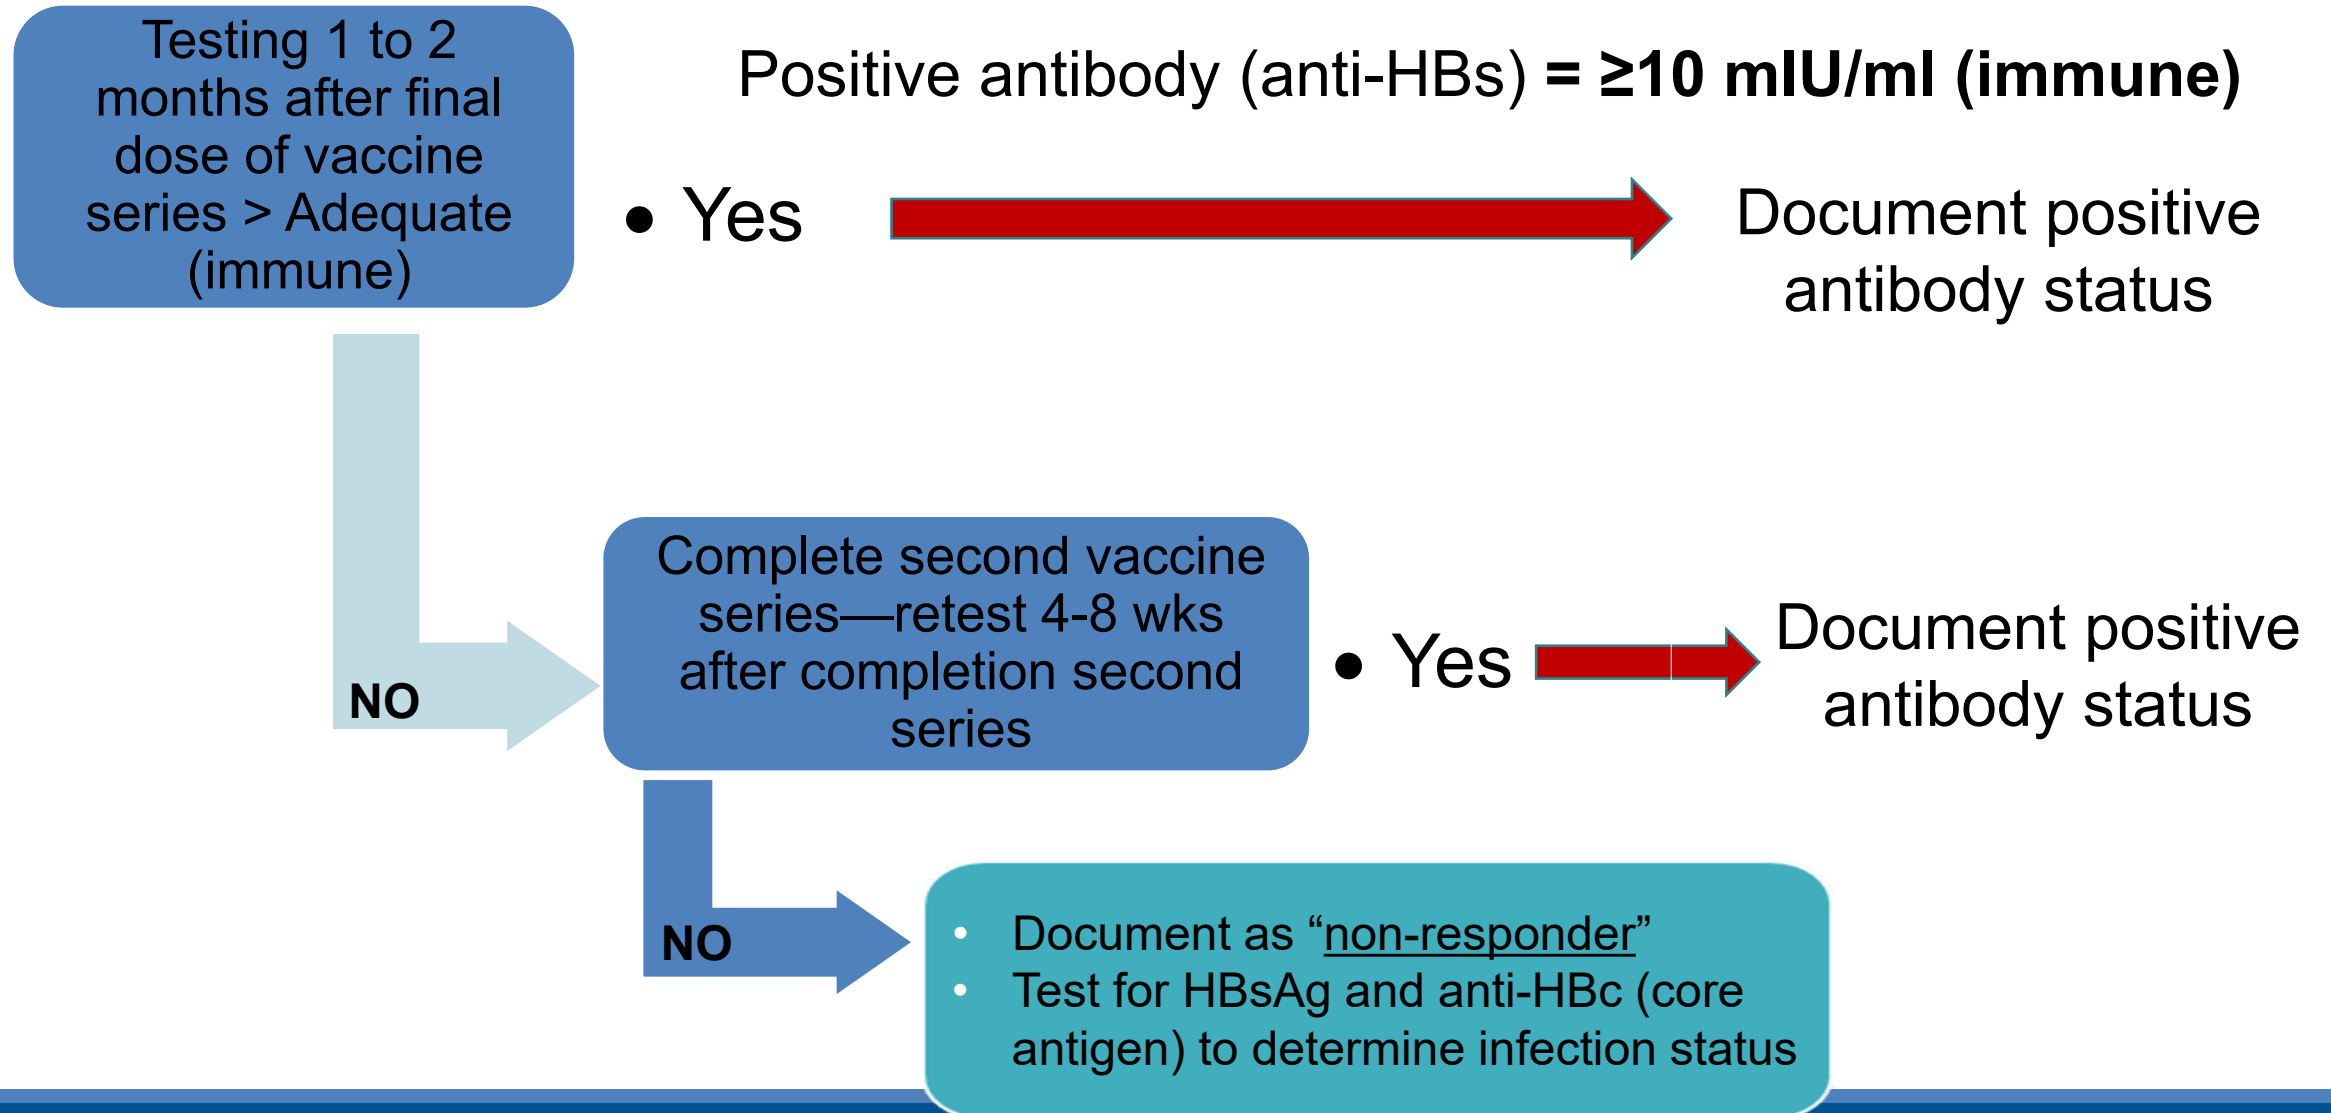 Testing 1 to 2
months after final
dose of vaccine
series > Adequate
(immune)
Positive antibody (anti-HBs) = ≥10 mIU/ml (immune)
• Yes
Document positive
antibody status
NO
Complete second vaccine
series—retest 4-8 wks
after completion second
series
• Yes
Document positive
antibody status
NO
• Document as “non-responder”
• Test for HBsAg and anti-HBc (core
antigen) to determine infection status